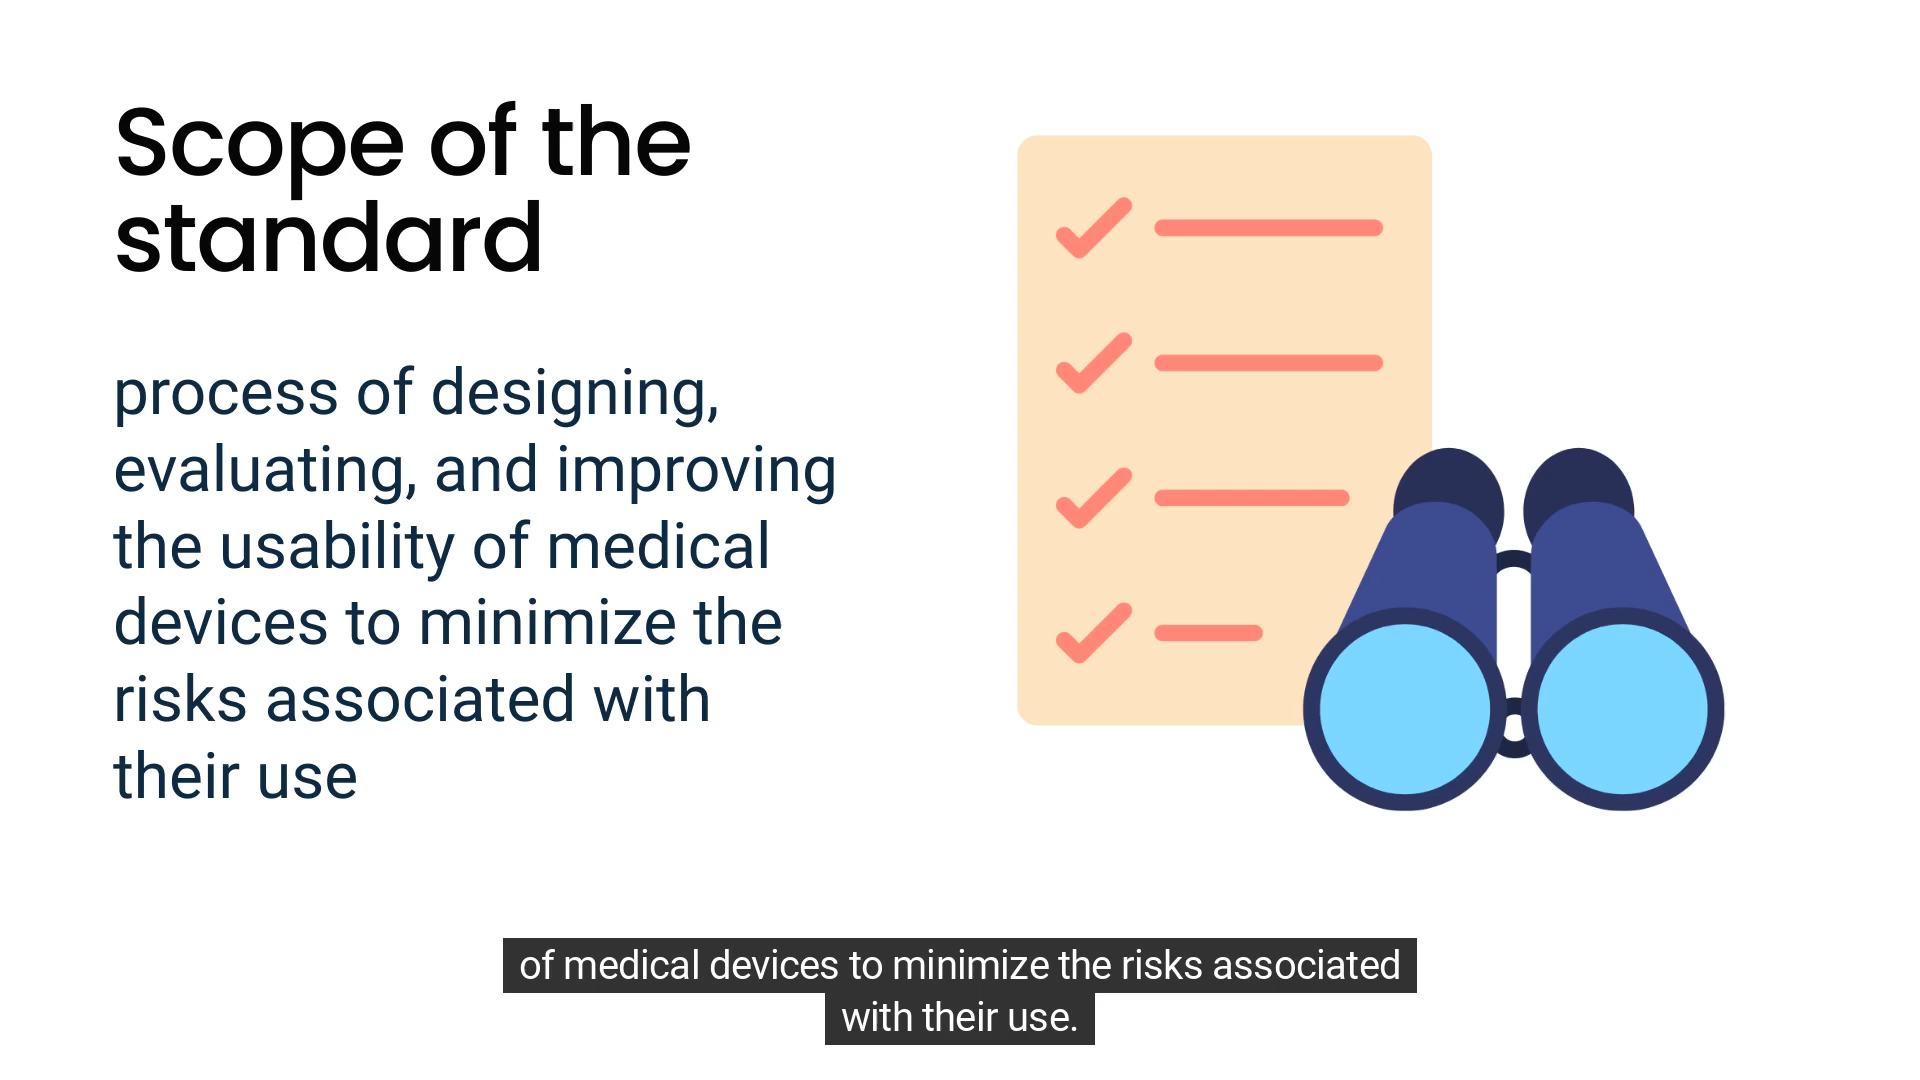 Scope of the
standard
process of designing,
evaluating, and improving
the usability of medical
devices to minimize the
risks associated with
their use
of medical devices to minimize the risks associated
with their use.